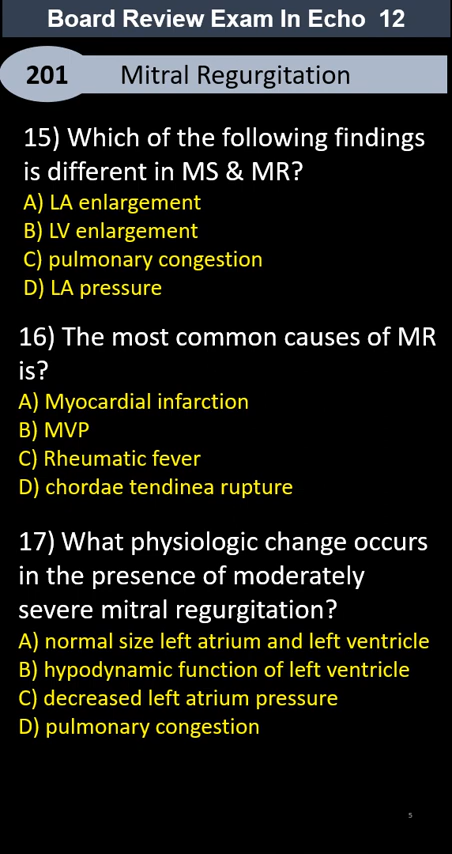 Board Review Exam In Echo 12
201 Mitral Regurgitation
15) Which of the following findings
is different in MS & MR?
A) LA enlargement
B) LV enlargement
C) pulmonary congestion
D) LA pressure
16) The most common causes of MR
is?
A) Myocardial infarction
B) MVP
C) Rheumatic fever
D) chordae tendinea rupture
17) What physiologic change occurs
in the presence of moderately
severe mitral regurgitation?
A) normal size left atrium and left ventricle
B) hypodynamic function of left ventricle
C) decreased left atrium pressure
D) pulmonary congestion
5